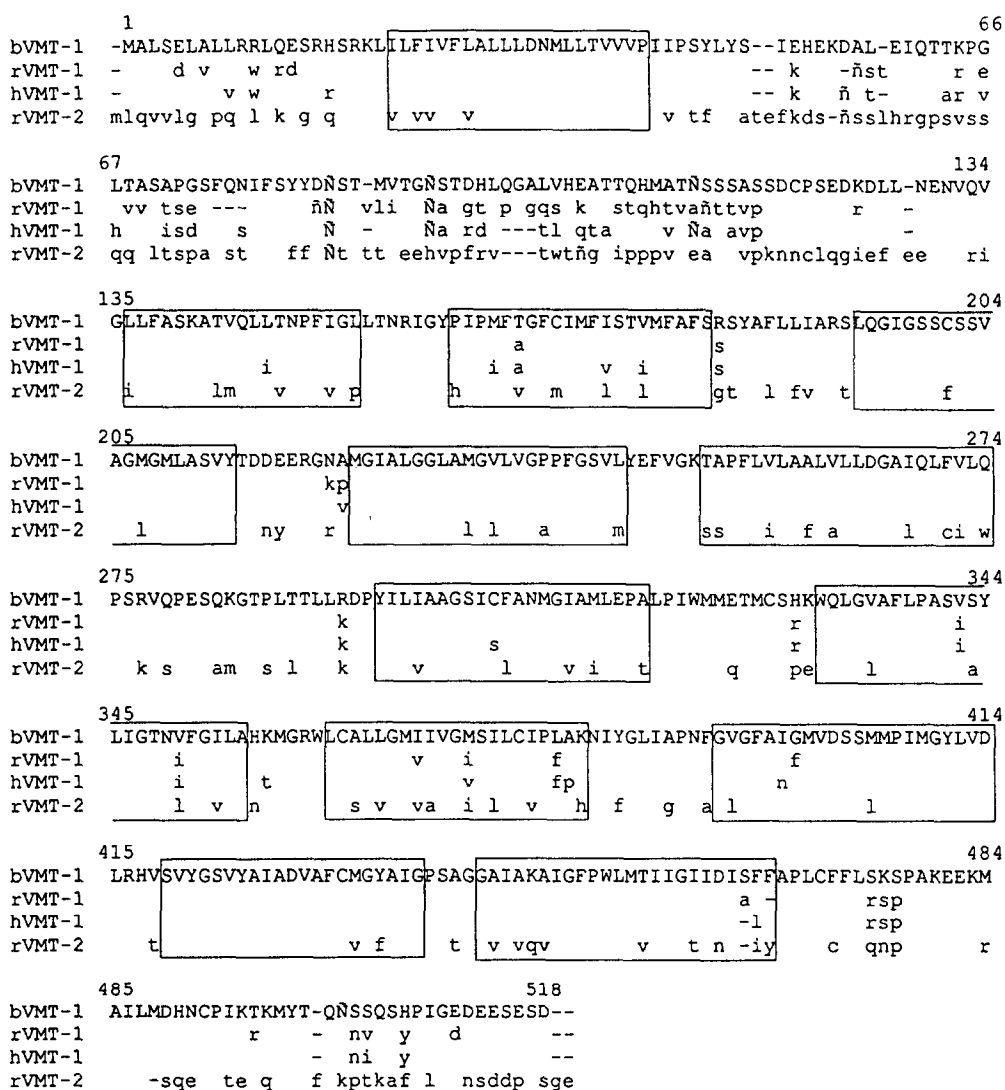 1 66
bVMT-1 -MALSELALLRRLQESRHSRKLILFIVFLALLLDNMLLTVVVPIIPSYLYS--IEHEKDAL-EIQTTKPG
rVMT-1 - d v w rd -- k -ñst r e
hVMT-1 - v w r -- k ñ t- ar v
rVMT-2 mlqvvlg pq l k g q v vv v v tf atefkds-ñsslhrgpsvss
67 134
bVMT-1 LTASAPGSFQNIFSYYDÑST-MVTGÑSTDHLQGALVHEATTQHMATÑSSSASSDCPSEDKDLL-NENVQV
rVMT-1 vv tse --- ñÑ vli Ña gt p gqs k stqhtvañttvp r -
hVMT-1 h isd s Ñ - Ña rd ---tl qta v Ña avp -
rVMT-2 qq ltspa st ff Ñt tt eehvpfrv---twtñg ipppv ea vpknnclqgief ee ri
135 204
bVMT-1 GLLFASKATVQLLTNPFIGLLTNRIGYPIPMFTGFCIMFISTVMFAFSRSYAFLLIARSLQGIGSSCSSV
rVMT-1 a s
hVMT-1 i i a v i s
rVMT-2 i lm v v p h v m l l gt l fv t f
205 274
bVMT-1 AGMGMLASVYTDDEERGNAMGIALGGLAMGVLVGPPFGSVLYEFVGKTAPFLVLAALVLLDGAIQLFVLQ
rVMT-1 kp
hVMT-1 v
rVMT-2 l ny r l l a m ss i f a l ci w
275 344
bVMT-1 PSRVQPESQKGTPLTTLLRDPYILIAAGSICFANMGIAMLEPALPIWMMETMCSHKWQLGVAFLPASVSY
rVMT-1 k r i
hVMT-1 k s r i
rVMT-2 k s am s l k v l v i t q pe l a
345 414
bVMT-1 LIGTNVFGILAHKMGRWLCALLGMIIVGMSILCIPLAKNIYGLIAPNFGVGFAIGMVDSSMMPIMGYLVD
rVMT-1 i v i f f
hVMT-1 i t v fp n
rVMT-2 l v n s v va i l v h f g a l l
415 484
bVMT-1 LRHVSVYGSVYAIADVAFCMGYAIGPSAGGAIAKAIGFPWLMTIIGIIDISFFAPLCFFLSKSPAKEEKM
rVMT-1 a - rsp
hVMT-1 -l rsp
rVMT-2 t v f t v vqv v t n -iy c qnp r
485 518
bVMT-1 AILMDHNCPIKTKMYT-QÑSSQSHPIGEDEESESD--
rVMT-1 r - nv y d --
hVMT-1 - ni y --
rVMT-2 -sqe te q f kptkaf l nsddp sge